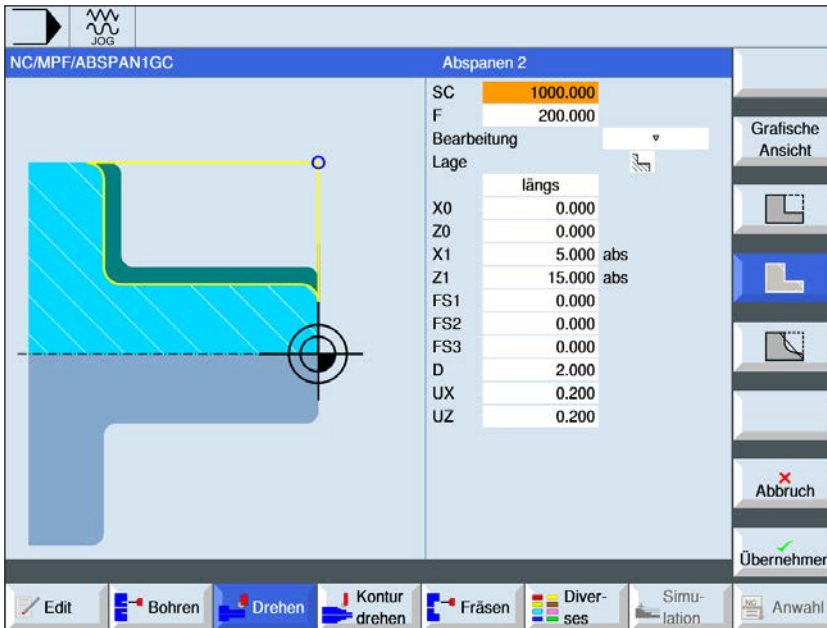 JOG
NC/MPF/ABSPAN1GC
Abspanen 2
SC 1000.000
F 200.000
Bearbeitung ▿
Lage
längs
X0 0.000
Z0 0.000
X1 5.000 abs
Z1 15.000 abs
FS1 0.000
FS2 0.000
FS3 0.000
D 2.000
UX 0.200
UZ 0.200
Grafische
Ansicht
Abbruch
Übernehmen
Edit
Bohren
Drehen
Kontur
drehen
Fräsen
Diver-
ses
Simu-
lation
NC
Anwahl